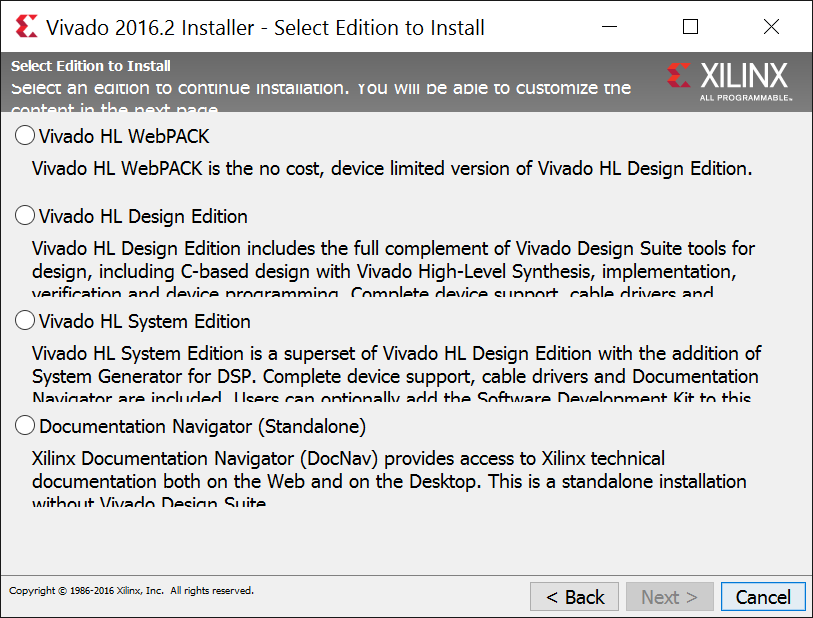 Vivado 2016.2 Installer - Select Edition to Install
Select Edition to Install
Select an edition to continue installation. You will be able to customize the
content in the next page.
XILINX
ALL PROGRAMMABLE™
Vivado HL WebPACK
Vivado HL WebPACK is the no cost, device limited version of Vivado HL Design Edition.
Vivado HL Design Edition
Vivado HL Design Edition includes the full complement of Vivado Design Suite tools for
design, including C-based design with Vivado High-Level Synthesis, implementation,
verification and device programming. Complete device support, cable drivers and
Vivado HL System Edition
Vivado HL System Edition is a superset of Vivado HL Design Edition with the addition of
System Generator for DSP. Complete device support, cable drivers and Documentation
Navigator are included. Users can optionally add the Software Development Kit to this
Documentation Navigator (Standalone)
Xilinx Documentation Navigator (DocNav) provides access to Xilinx technical
documentation both on the Web and on the Desktop. This is a standalone installation
without Vivado Design Suite.
Copyright © 1986-2016 Xilinx, Inc. All rights reserved.
< Back
Next >
Cancel